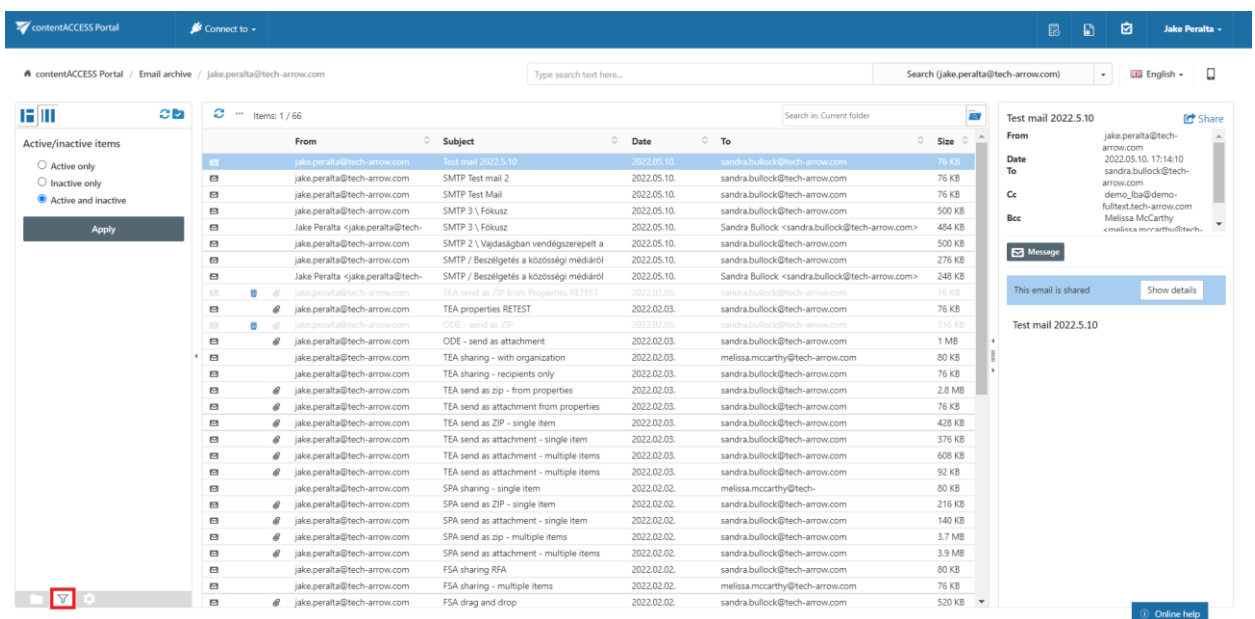 contentACCESS Portal Connect to Jake Peralta
contentACCESS Portal / Email archive / jake.peralta@tech-arrow.com Type search text here... Search (jake.peralta@tech-arrow.com) English
Items: 1 / 66 Search in: Current folder
Active/inactive items
Active only
Inactive only
Active and inactive
Apply
From Subject Date To Size
jake.peralta@tech-arrow.com Test mail 2022.5.10 2022.05.10. sandra.bullock@tech-arrow.com 76 KB
jake.peralta@tech-arrow.com SMTP Test mail 2 2022.05.10. sandra.bullock@tech-arrow.com 76 KB
jake.peralta@tech-arrow.com SMTP Test Mail 2022.05.10. sandra.bullock@tech-arrow.com 76 KB
jake.peralta@tech-arrow.com SMTP 3 \ Fókusz 2022.05.10. sandra.bullock@tech-arrow.com 500 KB
Jake Peralta <jake.peralta@tech- SMTP 3 \ Fókusz 2022.05.10. Sandra Bullock <sandra.bullock@tech-arrow.com> 484 KB
jake.peralta@tech-arrow.com SMTP 2 \ Vajdaságban vendégszerepelt a 2022.05.10. sandra.bullock@tech-arrow.com 500 KB
jake.peralta@tech-arrow.com SMTP / Beszélgetés a közösségi médiáról 2022.05.10. sandra.bullock@tech-arrow.com 276 KB
Jake Peralta <jake.peralta@tech- SMTP / Beszélgetés a közösségi médiáról 2022.05.10. Sandra Bullock <sandra.bullock@tech-arrow.com> 248 KB
jake.peralta@tech-arrow.com TEA send as ZIP from Properties RETEST 2022.02.03. sandra.bullock@tech-arrow.com 76 KB
jake.peralta@tech-arrow.com TEA properties RETEST 2022.02.03. sandra.bullock@tech-arrow.com 76 KB
jake.peralta@tech-arrow.com ODE - send as ZIP 2022.02.03. sandra.bullock@tech-arrow.com 316 KB
jake.peralta@tech-arrow.com ODE - send as attachment 2022.02.03. sandra.bullock@tech-arrow.com 1 MB
jake.peralta@tech-arrow.com TEA sharing - with organization 2022.02.03. melissa.mccarthy@tech-arrow.com 80 KB
jake.peralta@tech-arrow.com TEA sharing - recipients only 2022.02.03. sandra.bullock@tech-arrow.com 76 KB
jake.peralta@tech-arrow.com TEA send as zip - from properties 2022.02.03. sandra.bullock@tech-arrow.com 2.8 MB
jake.peralta@tech-arrow.com TEA send as attachment from properties 2022.02.03. sandra.bullock@tech-arrow.com 76 KB
jake.peralta@tech-arrow.com TEA send as ZIP - single item 2022.02.03. sandra.bullock@tech-arrow.com 428 KB
jake.peralta@tech-arrow.com TEA send as attachment - single item 2022.02.03. sandra.bullock@tech-arrow.com 376 KB
jake.peralta@tech-arrow.com TEA send as attachment - multiple items 2022.02.03. sandra.bullock@tech-arrow.com 608 KB
jake.peralta@tech-arrow.com TEA send as attachment - multiple items 2022.02.03. sandra.bullock@tech-arrow.com 92 KB
jake.peralta@tech-arrow.com SPA sharing - single item 2022.02.02. melissa.mccarthy@tech- 80 KB
jake.peralta@tech-arrow.com SPA send as ZIP - single item 2022.02.02. sandra.bullock@tech-arrow.com 216 KB
jake.peralta@tech-arrow.com SPA send as attachment - single item 2022.02.02. sandra.bullock@tech-arrow.com 140 KB
jake.peralta@tech-arrow.com SPA send as zip - multiple items 2022.02.02. sandra.bullock@tech-arrow.com 3.7 MB
jake.peralta@tech-arrow.com SPA send as attachment - multiple items 2022.02.02. sandra.bullock@tech-arrow.com 3.9 MB
jake.peralta@tech-arrow.com FSA sharing RFA 2022.02.02. sandra.bullock@tech-arrow.com 80 KB
jake.peralta@tech-arrow.com FSA sharing - multiple items 2022.02.02. melissa.mccarthy@tech-arrow.com 76 KB
jake.peralta@tech-arrow.com FSA drag and drop 2022.02.02. sandra.bullock@tech-arrow.com 520 KB
Test mail 2022.5.10 Share
From jake.peralta@tech-
arrow.com
Date 2022.05.10. 17:14:10
To sandra.bullock@tech-
arrow.com
Cc demo_lba@demo-
fulltext.tech-arrow.com
Bcc Melissa McCarthy
<melissa.mccarthy@tech-
Message
This email is shared Show details
Test mail 2022.5.10
Online help